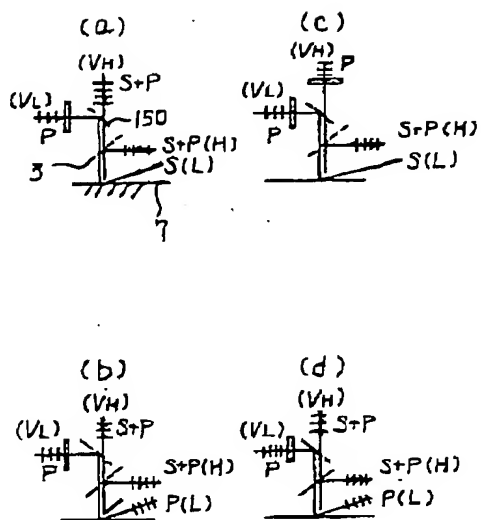 (a)
(VH)
S+P
(VL)
P
150
S+P(H)
3
S(L)
7
(c)
(VH)
P
(VL)
P
S+P(H)
S(L)
(b)
(VH)
S+P
(VL)
P
S+P(H)
P(L)
(d)
(VH)
S+P
(VL)
P
S+P(H)
P(L)